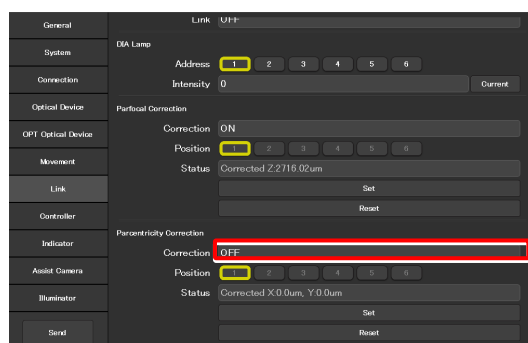 General
System
Connection
Optical Device
OPT Optical Device
Movement
Link
Controller
Indicator
Assist Camera
Illuminator
Send
Link OFF
DIA Lamp
Address 1 2 3 4 5 6
Intensity 0 Current
Parfocal Correction
Correction ON
Position 1 2 3 4 5 6
Status Corrected Z:2716.02um
Set
Reset
Parcentricity Correction
Correction OFF
Position 1 2 3 4 5 6
Status Corrected X:0.0um, Y:0.0um
Set
Reset